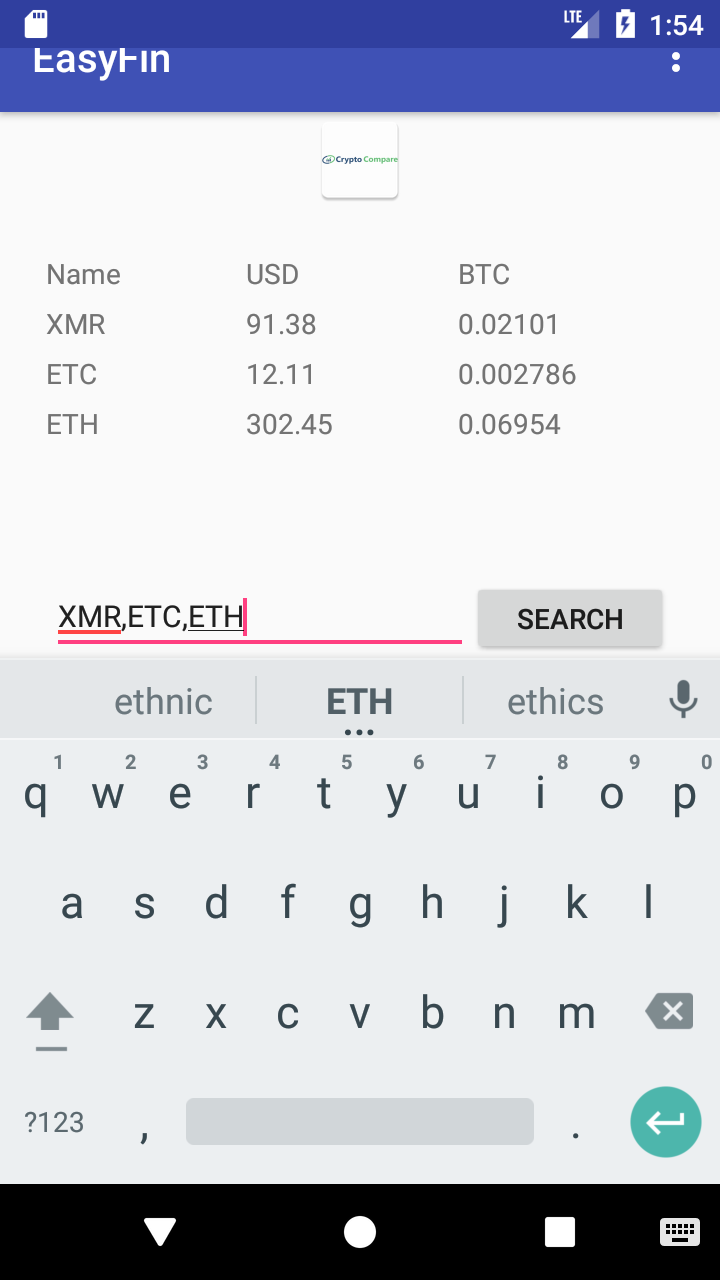 LTE 1:54
EasyFin
Crypto Compare
Name USD BTC
XMR 91.38 0.02101
ETC 12.11 0.002786
ETH 302.45 0.06954
XMR,ETC,ETH SEARCH
ethnic ETH ethics
1 2 3 4 5 6 7 8 9 0
q w e r t y u i o p
a s d f g h j k l
z x c v b n m
?123 , .